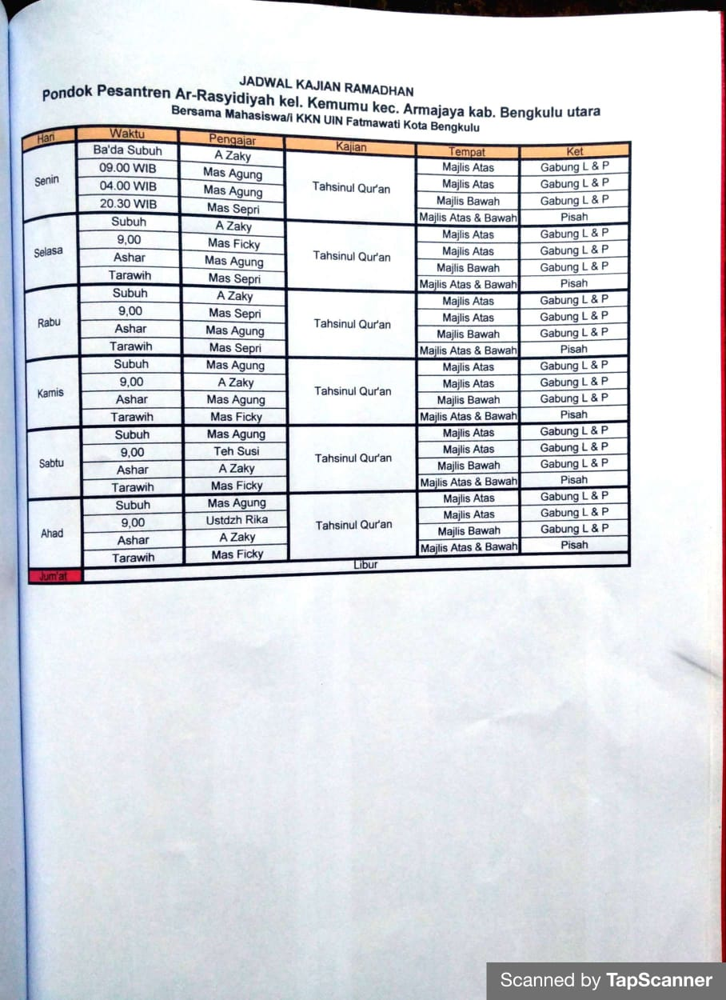 JADWAL KAJIAN RAMADHAN
Pondok Pesantren Ar-Rasyidiyah kel. Kemumu kec. Armajaya kab. Bengkulu utara
Bersama Mahasiswa/i KKN UIN Fatmawati Kota Bengkulu
Hari Waktu Pengajar Kajian Tempat Ket
Senin Ba'da Subuh A Zaky Tahsinul Qur'an Majlis Atas Gabung L & P
09.00 WIB Mas Agung Majlis Atas Gabung L & P
04.00 WIB Mas Agung Majlis Bawah Gabung L & P
20.30 WIB Mas Sepri Majlis Atas & Bawah Pisah
Selasa Subuh A Zaky Tahsinul Qur'an Majlis Atas Gabung L & P
9,00 Mas Ficky Majlis Atas Gabung L & P
Ashar Mas Agung Majlis Bawah Gabung L & P
Tarawih Mas Sepri Majlis Atas & Bawah Pisah
Rabu Subuh A Zaky Tahsinul Qur'an Majlis Atas Gabung L & P
9,00 Mas Sepri Majlis Atas Gabung L & P
Ashar Mas Agung Majlis Bawah Gabung L & P
Tarawih Mas Sepri Majlis Atas & Bawah Pisah
Kamis Subuh Mas Agung Tahsinul Qur'an Majlis Atas Gabung L & P
9,00 A Zaky Majlis Atas Gabung L & P
Ashar Mas Agung Majlis Bawah Gabung L & P
Tarawih Mas Ficky Majlis Atas & Bawah Pisah
Sabtu Subuh Mas Agung Tahsinul Qur'an Majlis Atas Gabung L & P
9,00 Teh Susi Majlis Atas Gabung L & P
Ashar A Zaky Majlis Bawah Gabung L & P
Tarawih Mas Ficky Majlis Atas & Bawah Pisah
Ahad Subuh Mas Agung Tahsinul Qur'an Majlis Atas Gabung L & P
9,00 Ustdzh Rika Majlis Atas Gabung L & P
Ashar A Zaky Majlis Bawah Gabung L & P
Tarawih Mas Ficky Majlis Atas & Bawah Pisah
Jum'at Libur
Scanned by TapScanner